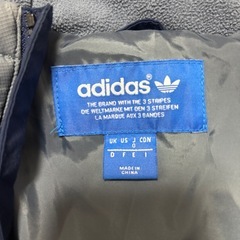 adidas®
THE BRAND WITH THE 3 STRIPES
DIE WELTMARKE MIT DEN 3 STREIFEN
LA MARQUE AUX 3 BANDES
UK US J CDN
O
D F E I
MADE IN
CHINA